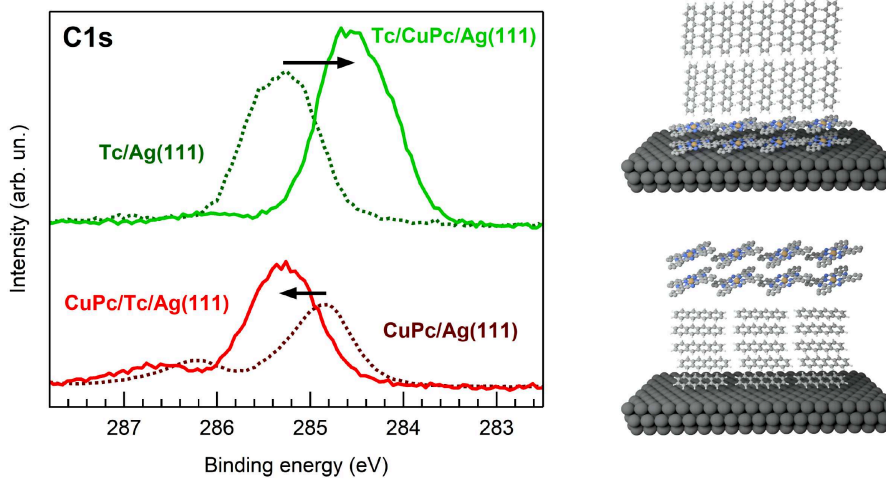 C1s
Tc/CuPc/Ag(111)
Tc/Ag(111)
CuPc/Tc/Ag(111)
CuPc/Ag(111)
Intensity (arb. un.)
287 286 285 284 283
Binding energy (eV)